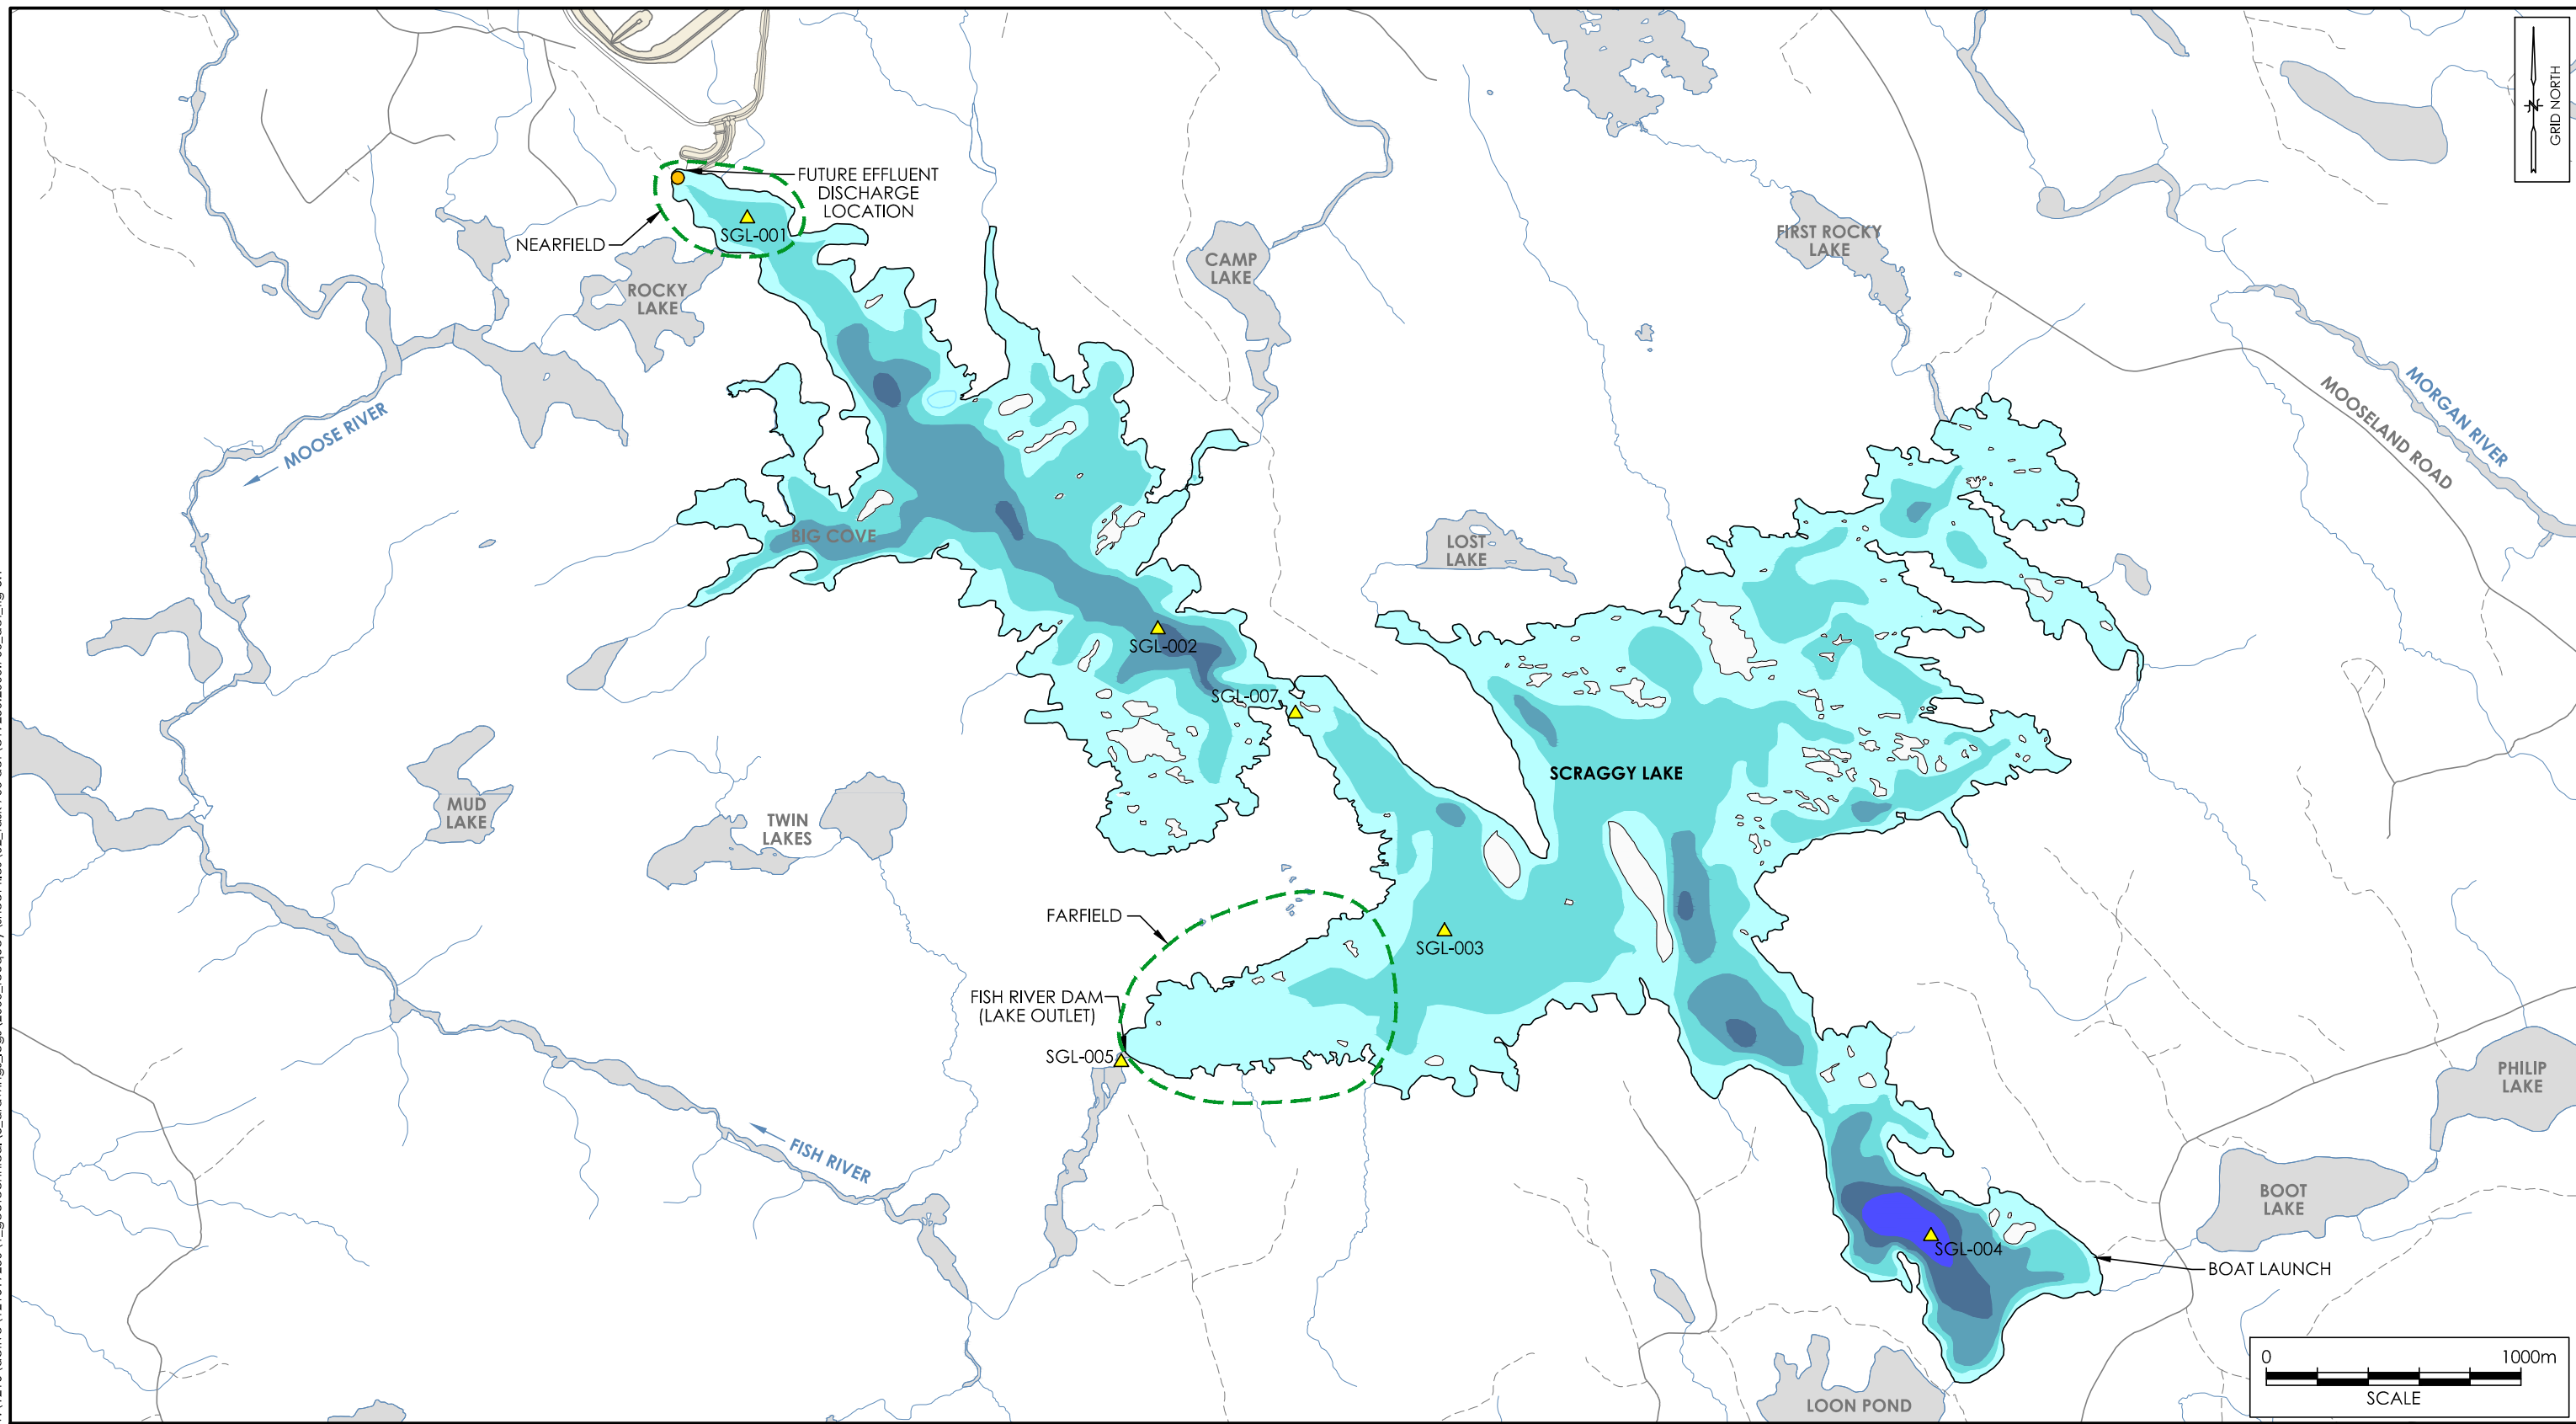 GRID NORTH
N
FUTURE EFFLUENT
DISCHARGE
LOCATION
SGL-001
NEARFIELD
ROCKY
LAKE
CAMP
LAKE
FIRST ROCKY
LAKE
MOOSE RIVER
MORGAN RIVER
MOOSELAND ROAD
BIG COVE
LOST
LAKE
SGL-002
SGL-007
SCRAGGY LAKE
MUD
LAKE
TWIN
LAKES
FARFIELD
SGL-003
FISH RIVER DAM
(LAKE OUTLET)
SGL-005
PHILIP
LAKE
FISH RIVER
BOOT
LAKE
SGL-004
BOAT LAUNCH
LOON POND
0 1000m
SCALE